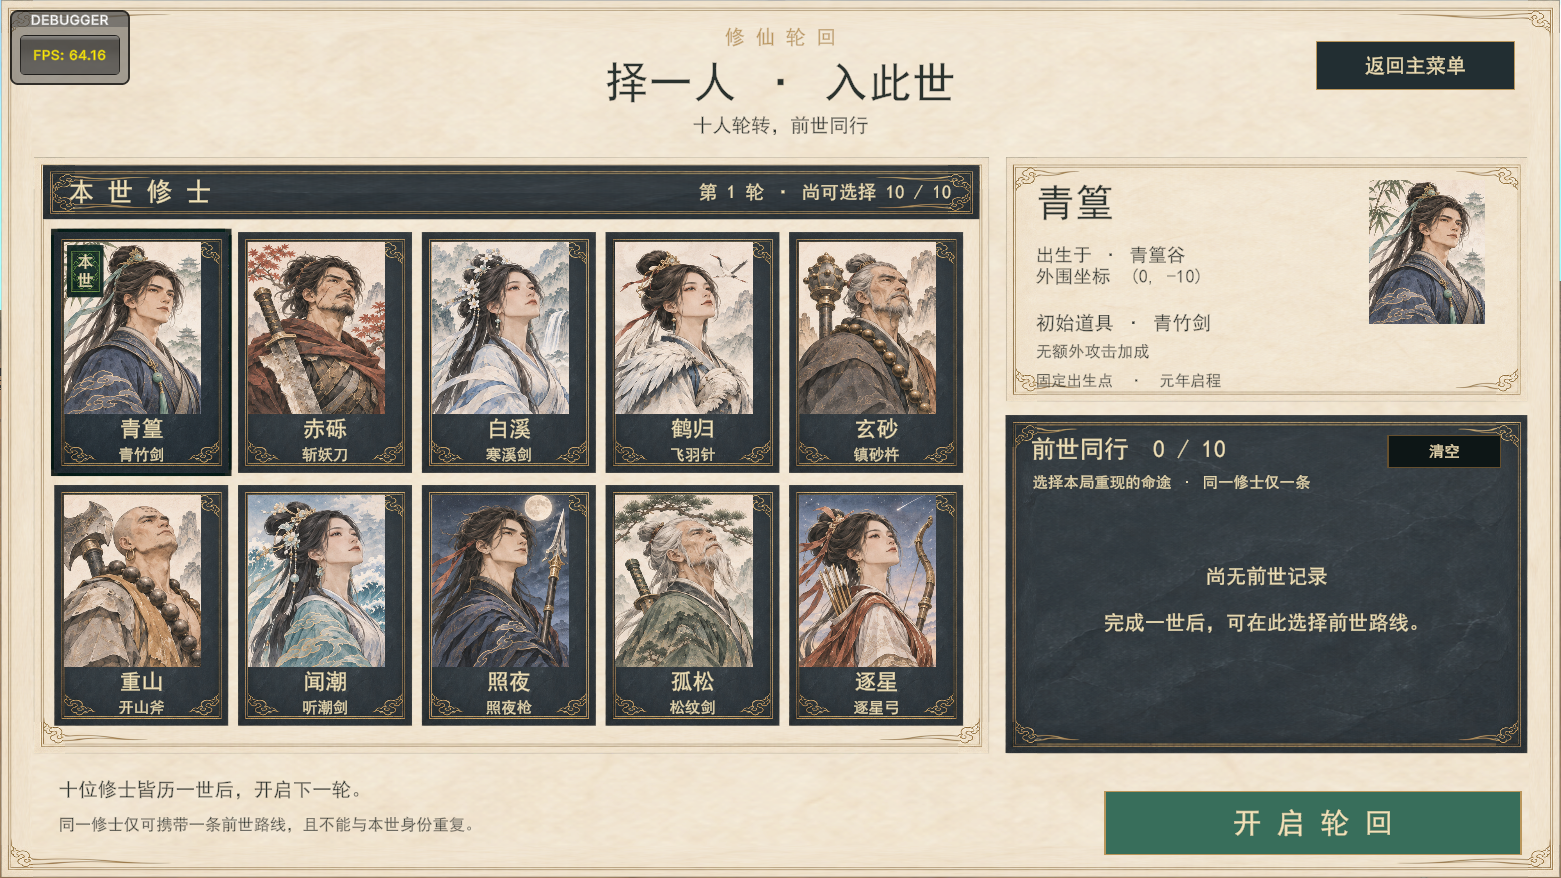 DEBUGGER
FPS: 64.16
修仙轮回
择一人 · 入此世
十人轮转，前世同行
返回主菜单
本世修士
第 1 轮 · 尚可选择 10 / 10
本世
青篁
青竹剑
赤砾
斩妖刀
白溪
寒溪剑
鹤归
飞羽针
玄砂
镇砂杵
重山
开山斧
闻潮
听潮剑
照夜
照夜枪
孤松
松纹剑
逐星
逐星弓
青篁
出生于 · 青篁谷
外围坐标 (0, -10)
初始道具 · 青竹剑
无额外攻击加成
固定出生点 · 元年启程
前世同行 0 / 10
清空
选择本局重现的命途 · 同一修士仅一条
尚无前世记录
完成一世后，可在此选择前世路线。
十位修士皆历一世后，开启下一轮。
同一修士仅可携带一条前世路线，且不能与本世身份重复。
开启轮回